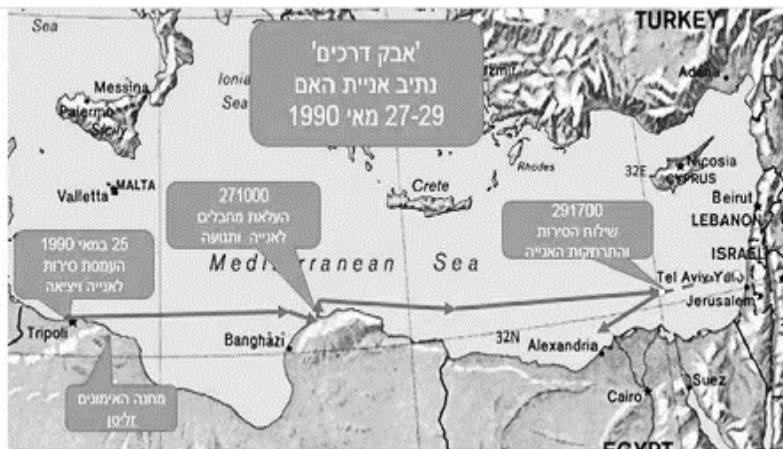 Sea
TURKEY
'אבק דרכים'
נתיב אניית האם
27-29 מאי 1990
Messina
Palermo
Sicily
Sea
Adana
Rhodes
32E
Nicosia
CYPRUS
Valletta
MALTA
Crete
Beirut
LEBANON
271000
העלאת מחבלים
לאנייה ותנועה
291700
שילוח הסירות
והתרחקות האנייה
25 במאי 1990
העמסת סירות
לאנייה ויציאה
Mediterranean Sea
ISRAEL
Tel Aviv-Yafo
Jerusalem
Tripoli
Banghāzī
32N
Alexandria
מחנה האימונים
זליטן
Cairo
Suez
EGYPT